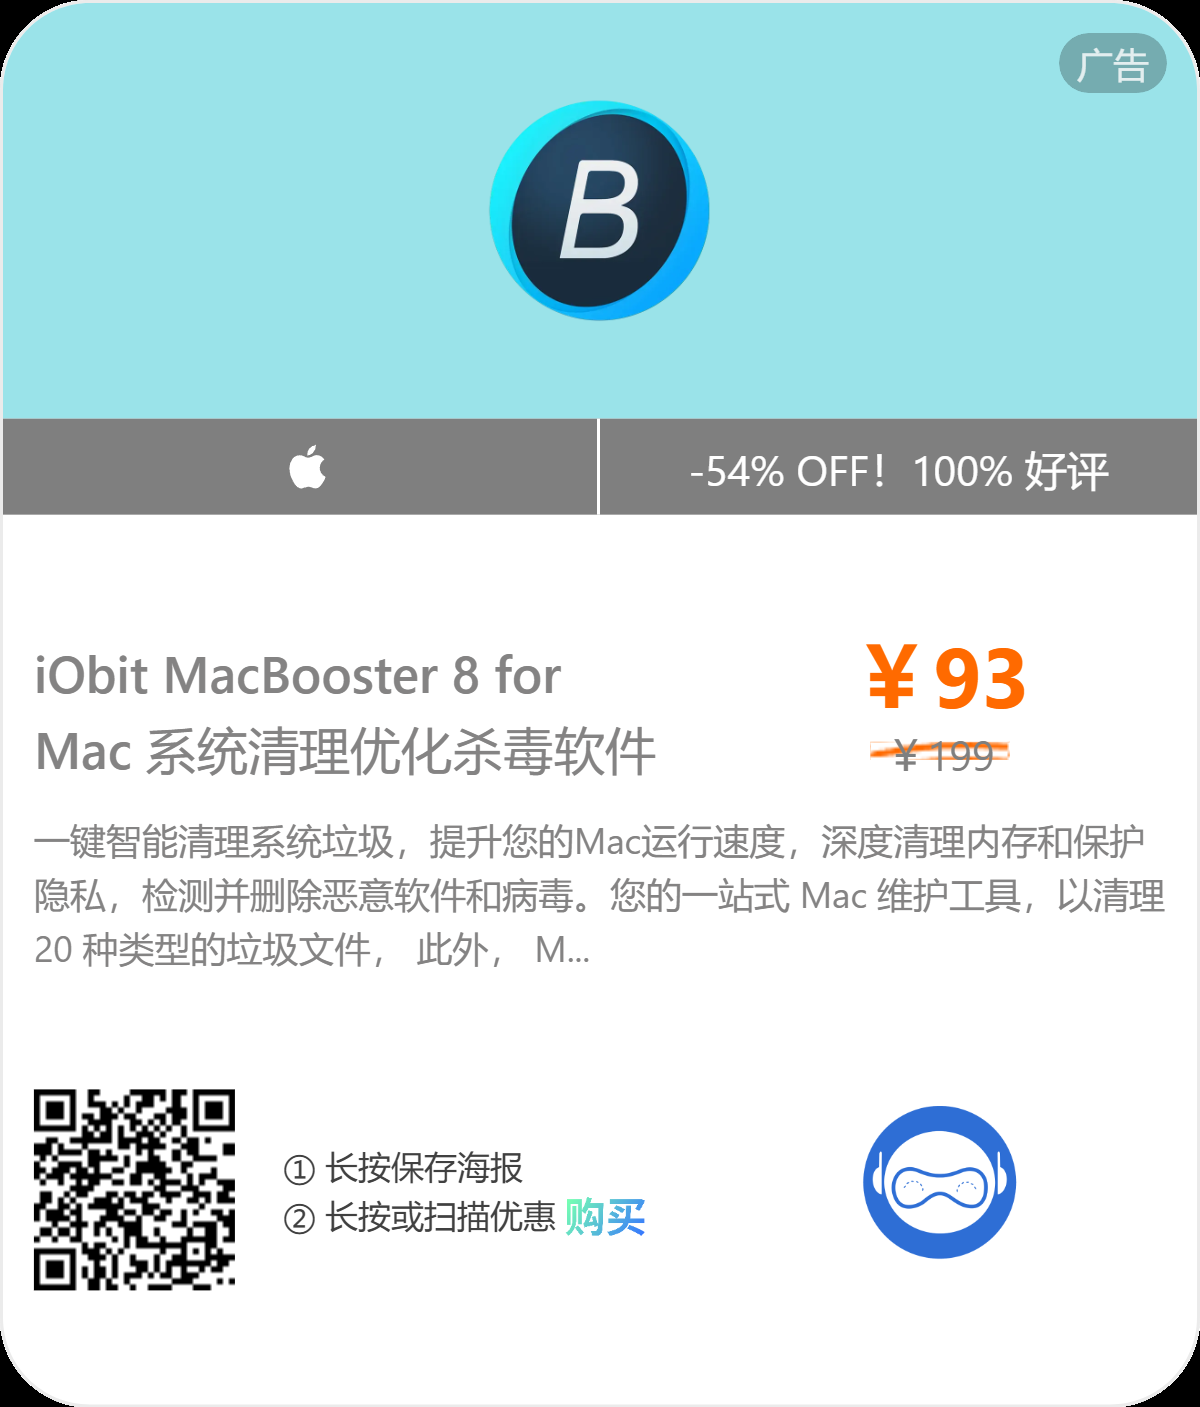 广告
B
-54% OFF！100% 好评
iObit MacBooster 8 for
Mac 系统清理优化杀毒软件
¥ 93
¥ 199
一键智能清理系统垃圾，提升您的Mac运行速度，深度清理内存和保护
隐私，检测并删除恶意软件和病毒。您的一站式 Mac 维护工具，以清理
20 种类型的垃圾文件， 此外， M...
① 长按保存海报
② 长按或扫描优惠 购买